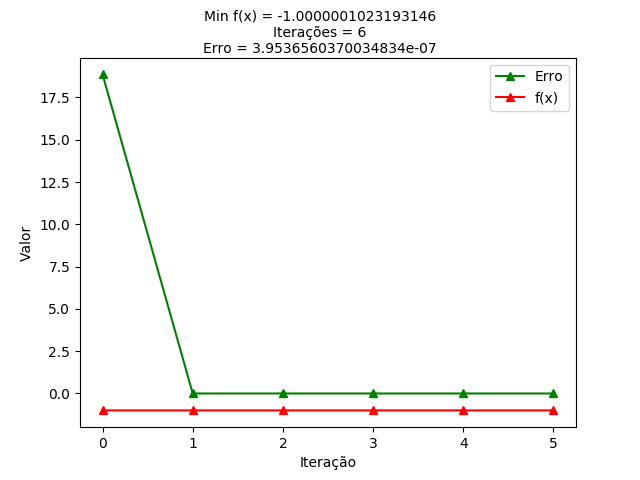 Min f(x) = -1.0000001023193146
Iterações = 6
Erro = 3.9536560370034834e-07
Erro
f(x)
17.5
15.0
12.5
10.0
7.5
5.0
2.5
0.0
Valor
0 1 2 3 4 5
Iteração